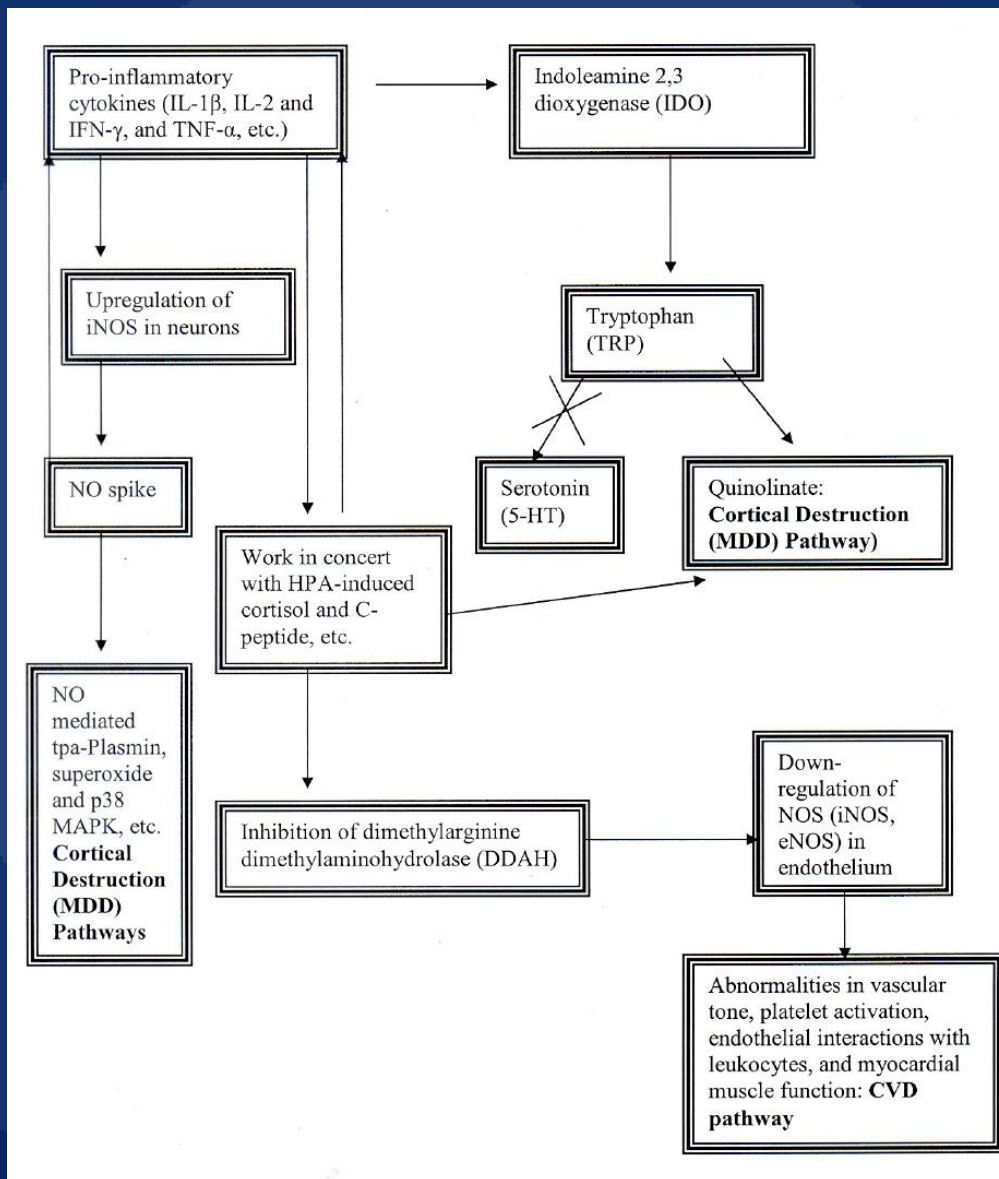 Pro-inflammatory
cytokines (IL-1β, IL-2 and
IFN-γ, and TNF-α, etc.)
Indoleamine 2,3
dioxygenase (IDO)
Upregulation of
iNOS in neurons
Tryptophan
(TRP)
NO spike
Serotonin
(5-HT)
Quinolinate:
Cortical Destruction
(MDD) Pathway)
Work in concert
with HPA-induced
cortisol and C-
peptide, etc.
NO
mediated
tpa-Plasmin,
superoxide
and p38
MAPK, etc.
Cortical
Destruction
(MDD)
Pathways
Inhibition of dimethylarginine
dimethylaminohydrolase (DDAH)
Down-
regulation of
NOS (iNOS,
eNOS) in
endothelium
Abnormalities in vascular
tone, platelet activation,
endothelial interactions with
leukocytes, and myocardial
muscle function: CVD
pathway